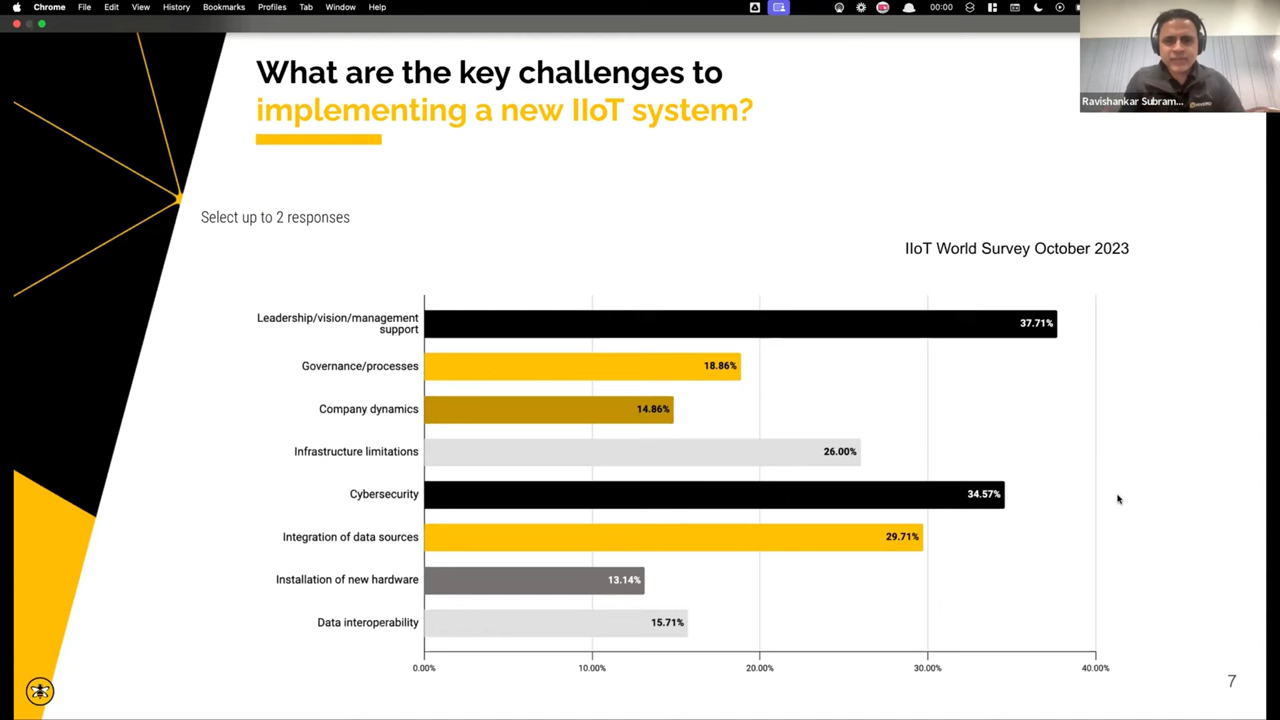 Chrome File Edit View History Bookmarks Profiles Tab Window Help
00:00
What are the key challenges to
implementing a new IIoT system?
Ravishankar Subram...
Select up to 2 responses
IIoT World Survey October 2023
Leadership/vision/management
support
37.71%
Governance/processes
18.86%
Company dynamics
14.86%
Infrastructure limitations
26.00%
Cybersecurity
34.57%
Integration of data sources
29.71%
Installation of new hardware
13.14%
Data interoperability
15.71%
0.00% 10.00% 20.00% 30.00% 40.00%
7